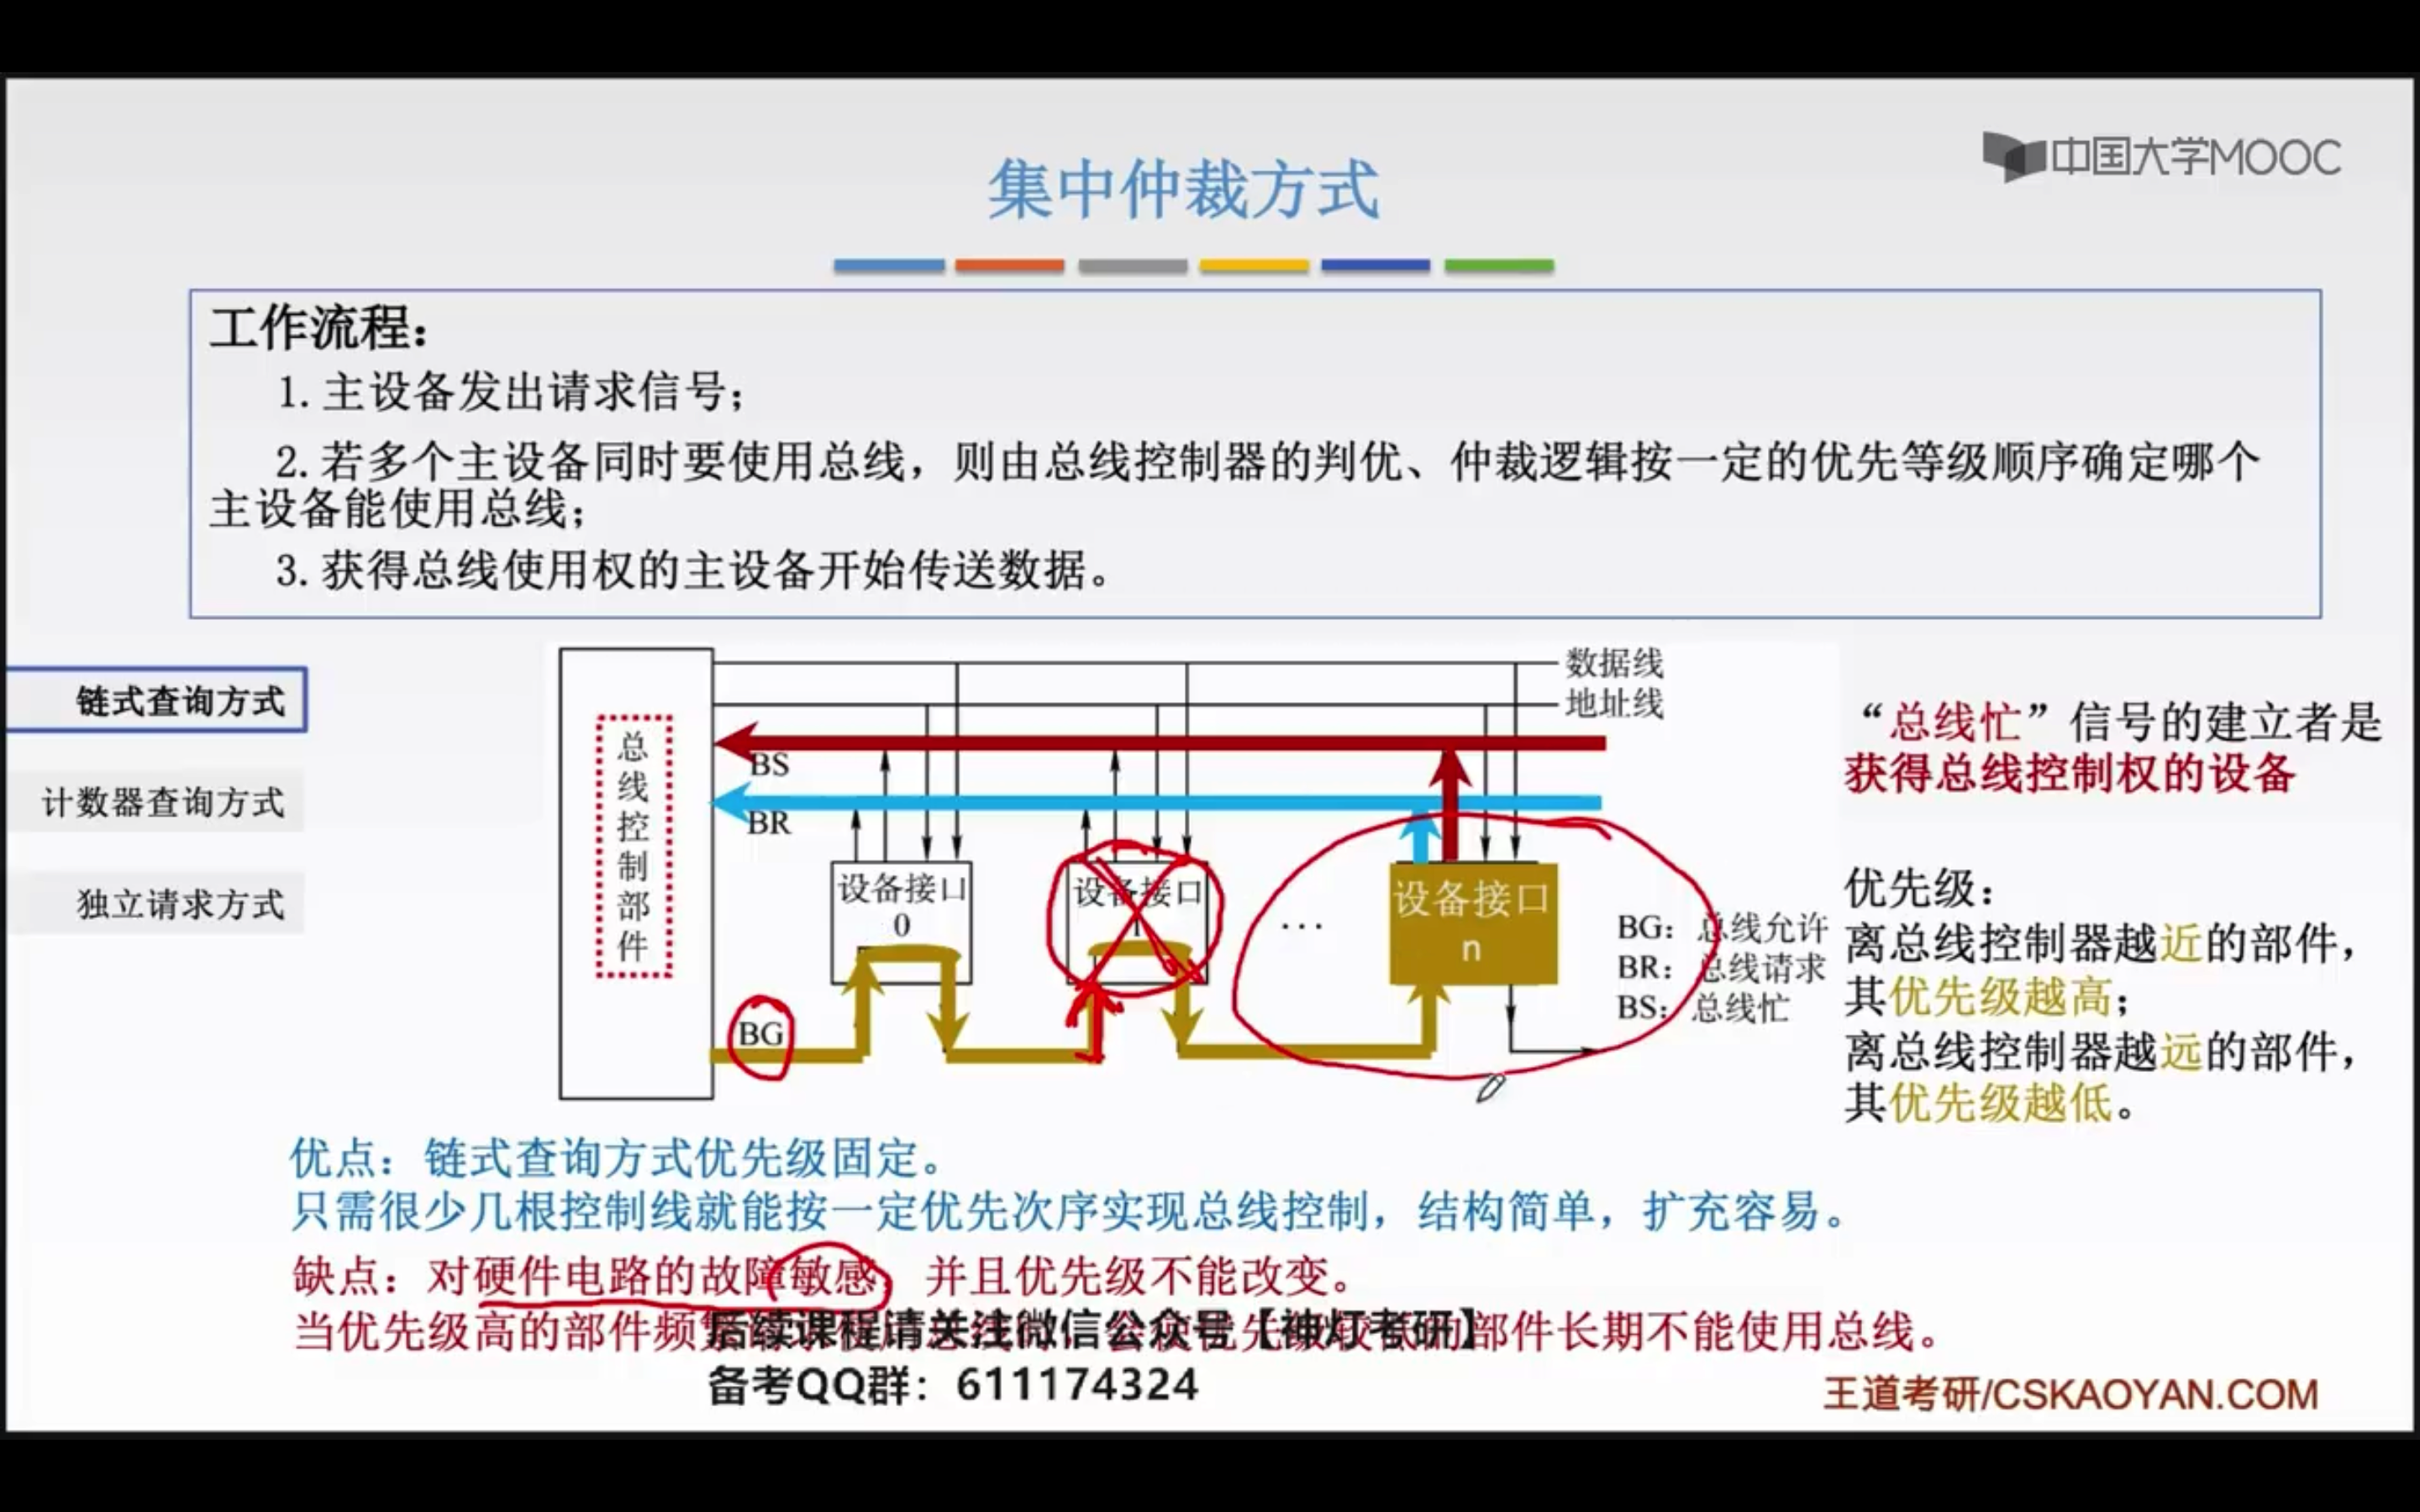 中国大学MOOC
集中仲裁方式
工作流程：
1. 主设备发出请求信号；
2. 若多个主设备同时要使用总线，则由总线控制器的判优、仲裁逻辑按一定的优先等级顺序确定哪个
主设备能使用总线；
3. 获得总线使用权的主设备开始传送数据。
链式查询方式
计数器查询方式
独立请求方式
总线控制部件
数据线
地址线
BS
BR
设备接口
0
设备接口
1
...
设备接口
n
BG
BG：总线允许
BR：总线请求
BS：总线忙
“总线忙”信号的建立者是
获得总线控制权的设备
优先级：
离总线控制器越近的部件，
其优先级越高；
离总线控制器越远的部件，
其优先级越低。
优点：链式查询方式优先级固定。
只需很少几根控制线就能按一定优先次序实现总线控制，结构简单，扩充容易。
缺点：对硬件电路的故障敏感 并且优先级不能改变。
当优先级高的部件频 部件长期不能使用总线。
后续课程请关注微信公众号【神灯考研】
备考QQ群：611174324
王道考研/CSKAOYAN.COM